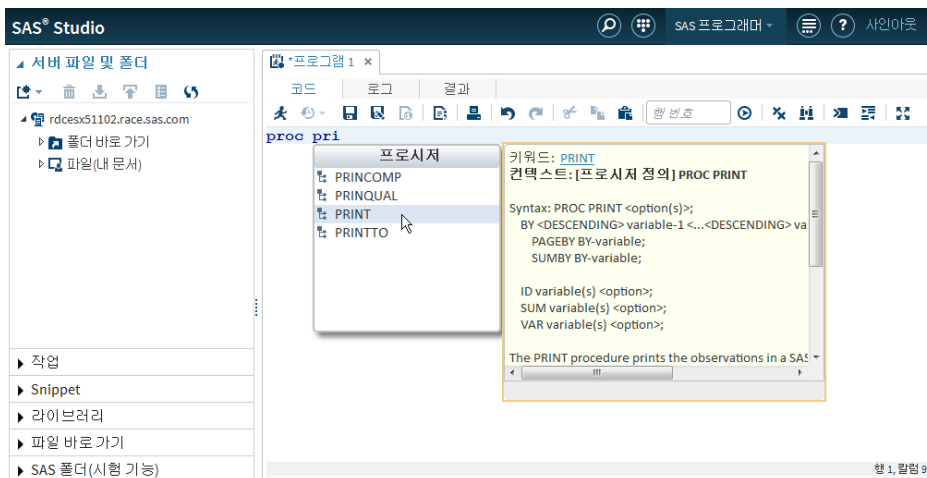 SAS® Studio
SAS 프로그래머
사인아웃
서버 파일 및 폴더
rdcesx51102.race.sas.com
폴더 바로 가기
파일(내 문서)
작업
Snippet
라이브러리
파일 바로 가기
SAS 폴더(시험 기능)
*프로그램 1 ×
코드 로그 결과
행 번호
proc pri
프로시저
PRINCOMP
PRINQUAL
PRINT
PRINTTO
키워드: PRINT
컨텍스트: [프로시저 정의] PROC PRINT
Syntax: PROC PRINT <option(s)>;
BY <DESCENDING> variable-1 <...<DESCENDING> va
PAGEBY BY-variable;
SUMBY BY-variable;
ID variable(s) <option>;
SUM variable(s) <option>;
VAR variable(s) <option>;
The PRINT procedure prints the observations in a SAS
행 1, 칼럼 9